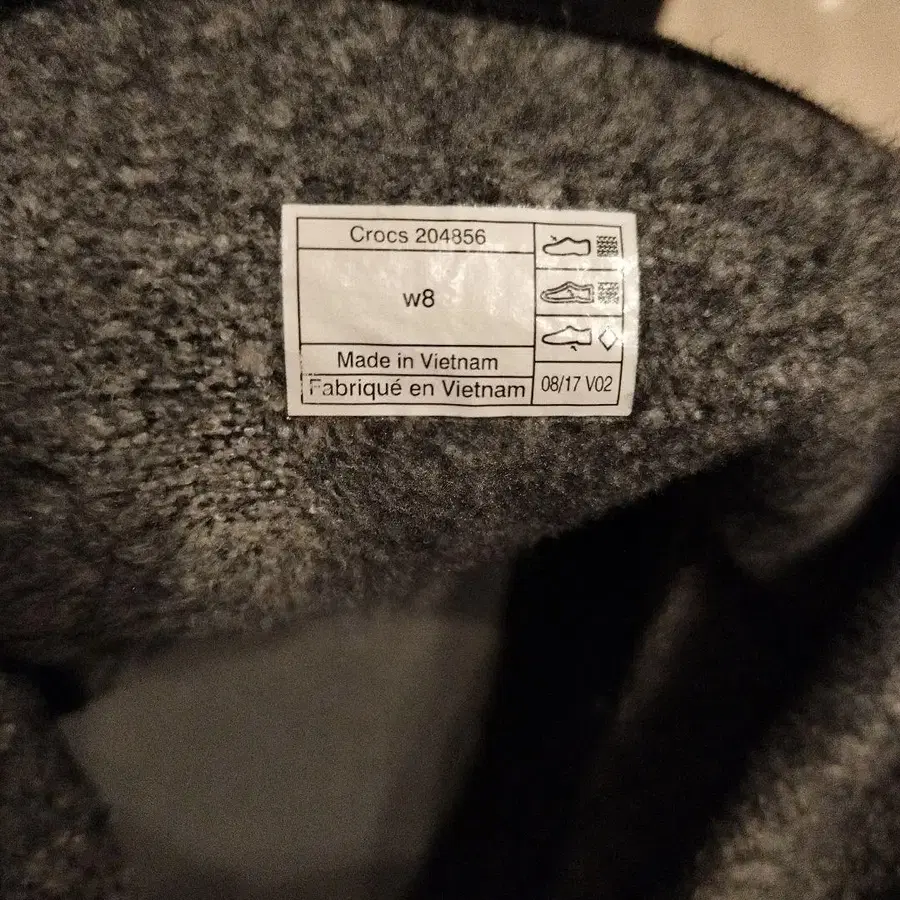 Crocs 204856
w8
Made in Vietnam
Fabriqué en Vietnam
08/17 V02